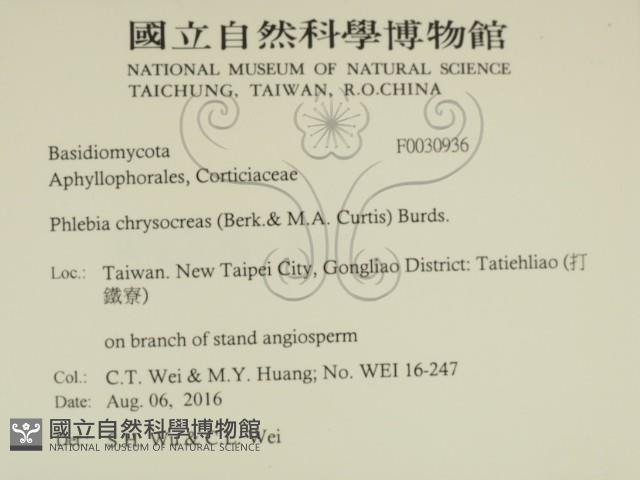 國立自然科學博物館
NATIONAL MUSEUM OF NATURAL SCIENCE
TAICHUNG, TAIWAN, R.O.CHINA
Basidiomycota F0030936
Aphyllophorales, Corticiaceae
Phlebia chrysocreas (Berk.& M.A. Curtis) Burds.
Loc.: Taiwan. New Taipei City, Gongliao District: Tatiehliao (打
鐵寮)
on branch of stand angiosperm
Col.: C.T. Wei & M.Y. Huang; No. WEI 16-247
Date: Aug. 06, 2016
S.H. Wu & C.L. Wei
國立自然科學博物館
NATIONAL MUSEUM OF NATURAL SCIENCE